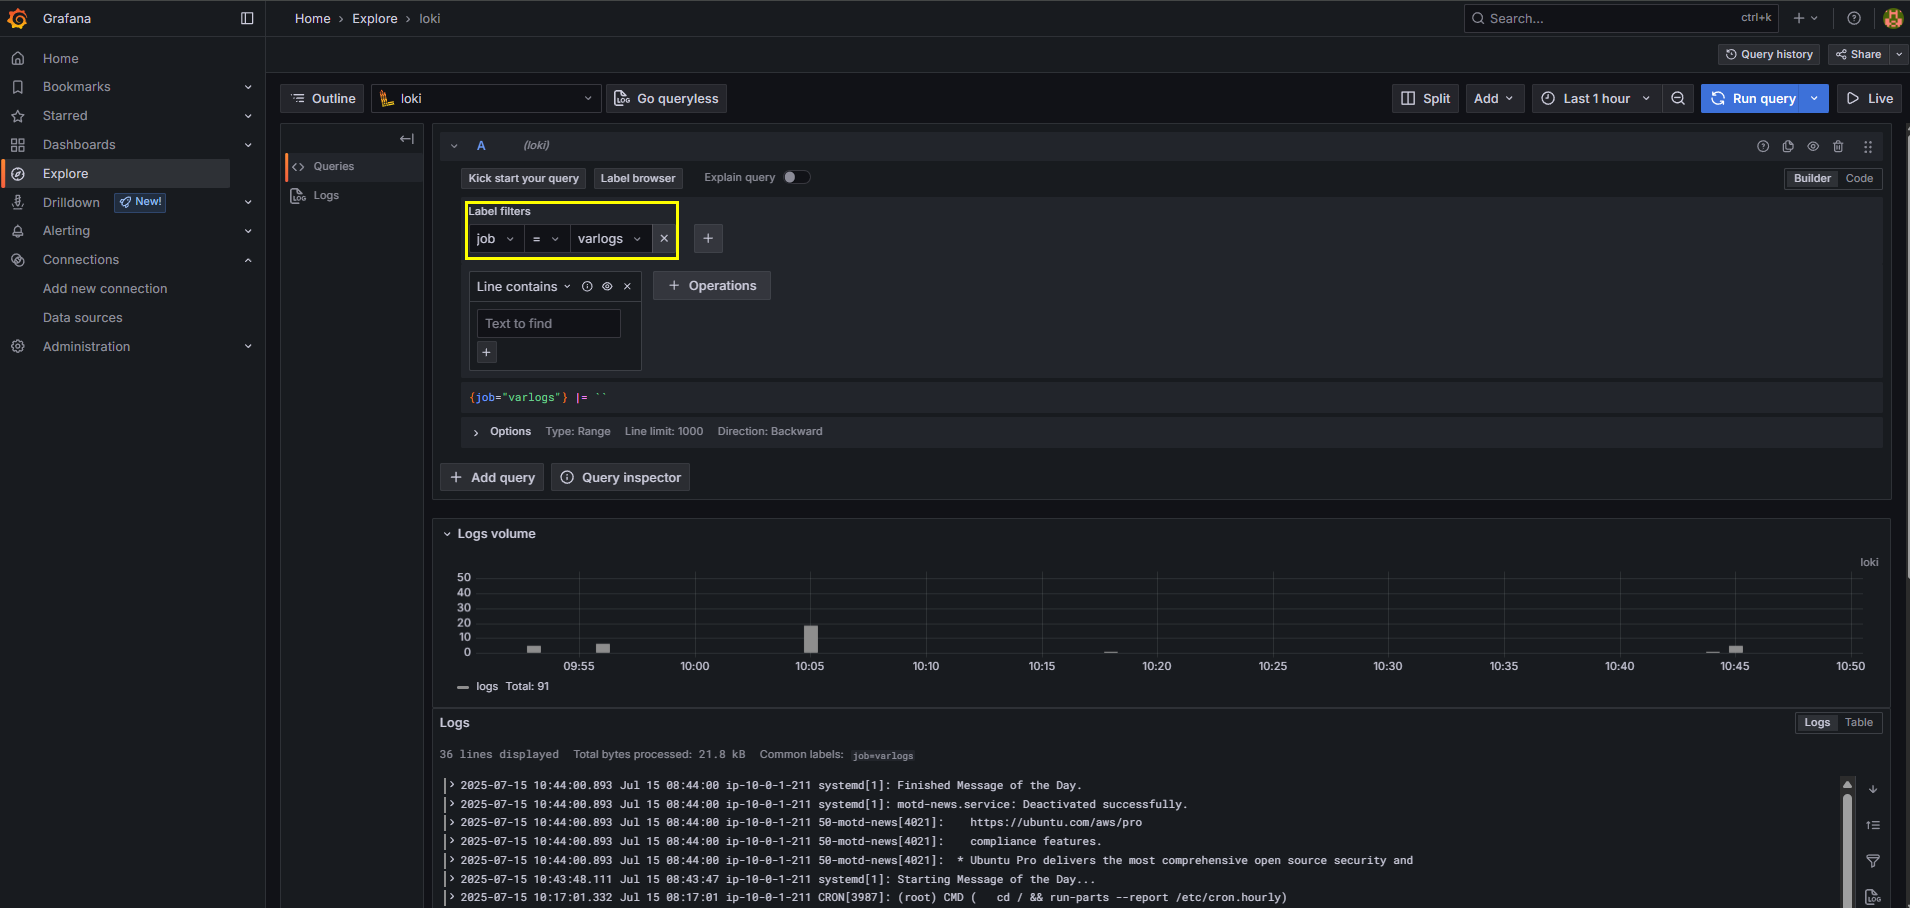 Grafana
Home › Explore › loki
Search... ctrl+k
Home
Bookmarks
Starred
Dashboards
Explore
Drilldown New!
Alerting
Connections
Add new connection
Data sources
Administration
Query history Share
Outline loki Go queryless Split Add Last 1 hour Run query Live
Queries
Logs
A (loki)
Kick start your query Label browser Explain query Builder Code
Label filters
job = varlogs
Line contains Operations
Text to find
{job="varlogs"} |= ``
Options Type: Range Line limit: 1000 Direction: Backward
Add query Query inspector
Logs volume
loki
50
40
30
20
10
0
09:55 10:00 10:05 10:10 10:15 10:20 10:25 10:30 10:35 10:40 10:45 10:50
logs Total: 91
Logs Logs Table
36 lines displayed Total bytes processed: 21.8 kB Common labels: job=varlogs
2025-07-15 10:44:00.893 Jul 15 08:44:00 ip-10-0-1-211 systemd[1]: Finished Message of the Day.
2025-07-15 10:44:00.893 Jul 15 08:44:00 ip-10-0-1-211 systemd[1]: motd-news.service: Deactivated successfully.
2025-07-15 10:44:00.893 Jul 15 08:44:00 ip-10-0-1-211 50-motd-news[4021]: https://ubuntu.com/aws/pro
2025-07-15 10:44:00.893 Jul 15 08:44:00 ip-10-0-1-211 50-motd-news[4021]: compliance features.
2025-07-15 10:44:00.893 Jul 15 08:44:00 ip-10-0-1-211 50-motd-news[4021]: * Ubuntu Pro delivers the most comprehensive open source security and
2025-07-15 10:43:48.111 Jul 15 08:43:47 ip-10-0-1-211 systemd[1]: Starting Message of the Day...
2025-07-15 10:17:01.332 Jul 15 08:17:01 ip-10-0-1-211 CRON[3987]: (root) CMD ( cd / && run-parts --report /etc/cron.hourly)